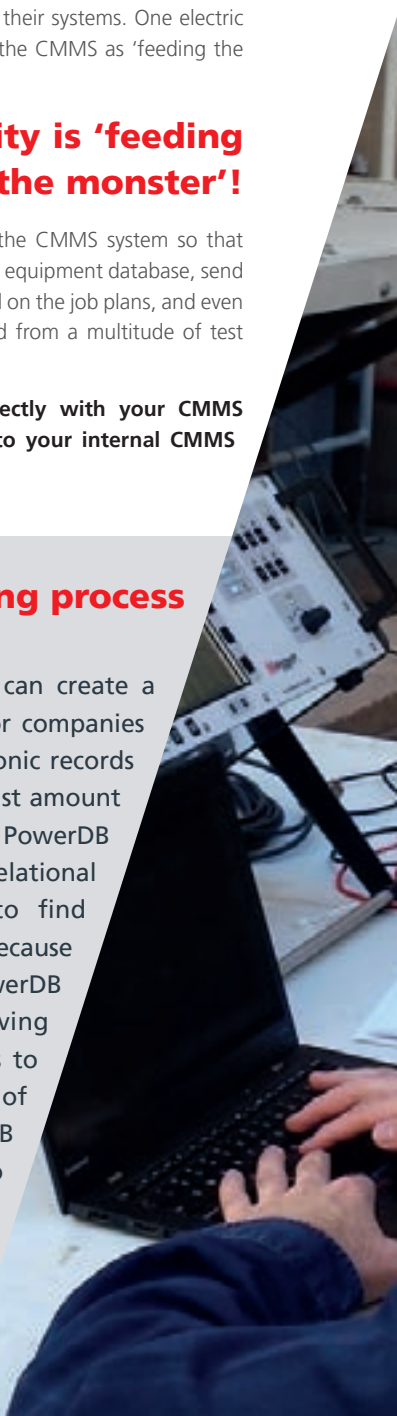 their systems. One electric
the CMMS as ‘feeding the
ity is ‘feeding
the monster’!
the CMMS system so that
equipment database, send
on the job plans, and even
from a multitude of test
ectly with your CMMS
to your internal CMMS
ng process
can create a
or companies
onic records
st amount
PowerDB
elational
to find
ecause
werDB
ving
to
of
B